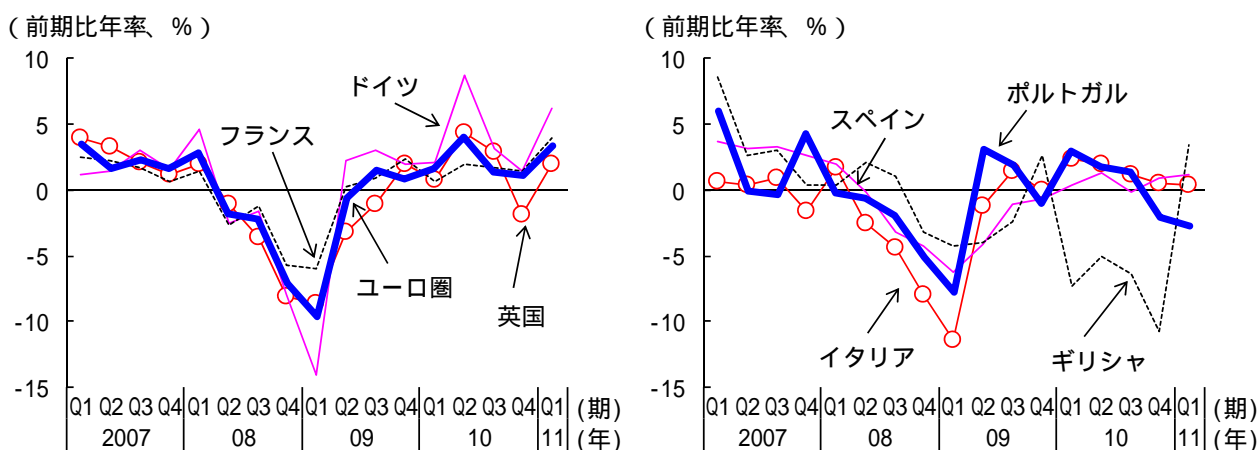 (前期比年率、%)
10
5
0
-5
-10
-15
ドイツ
フランス
ユーロ圏
英国
Q1 Q2 Q3 Q4 Q1 Q2 Q3 Q4 Q1 Q2 Q3 Q4 Q1 Q2 Q3 Q4 Q1 (期)
2007 08 09 10 11 (年)
(前期比年率、%)
10
5
0
-5
-10
-15
ポルトガル
スペイン
イタリア
ギリシャ
Q1 Q2 Q3 Q4 Q1 Q2 Q3 Q4 Q1 Q2 Q3 Q4 Q1 Q2 Q3 Q4 Q1 (期)
2007 08 09 10 11 (年)